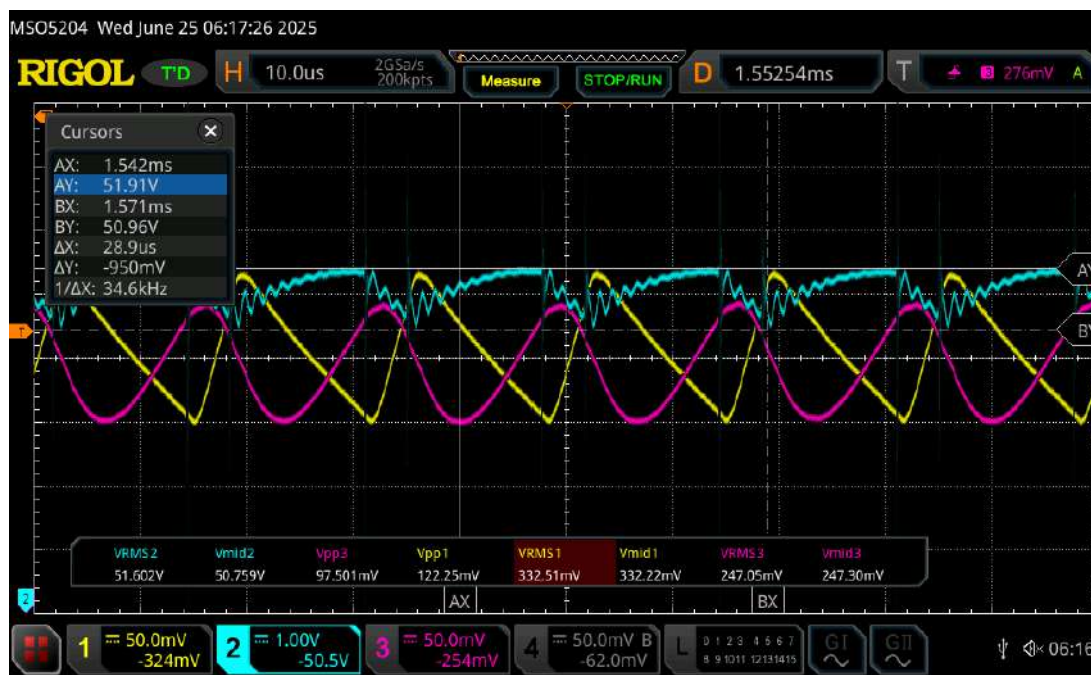 MSO5204 Wed June 25 06:17:26 2025
RIGOL T'D H 10.0us 2GSa/s 200kpts Measure STOP/RUN D 1.55254ms T 3 276mV A
Cursors
AX: 1.542ms
AY: 51.91V
BX: 1.571ms
BY: 50.96V
ΔX: 28.9us
ΔY: -950mV
1/ΔX: 34.6kHz
AY
T
BY
VRMS2 Vmid2 Vpp3 Vpp1 VRMS1 Vmid1 VRMS3 Vmid3
51.602V 50.759V 97.501mV 122.25mV 332.51mV 332.22mV 247.05mV 247.30mV
2 AX BX
1 50.0mV -324mV 2 1.00V -50.5V 3 50.0mV -254mV 4 50.0mV B -62.0mV L 0 1 2 3 4 5 6 7 8 9 10 11 12 13 14 15 GI GII 06:16